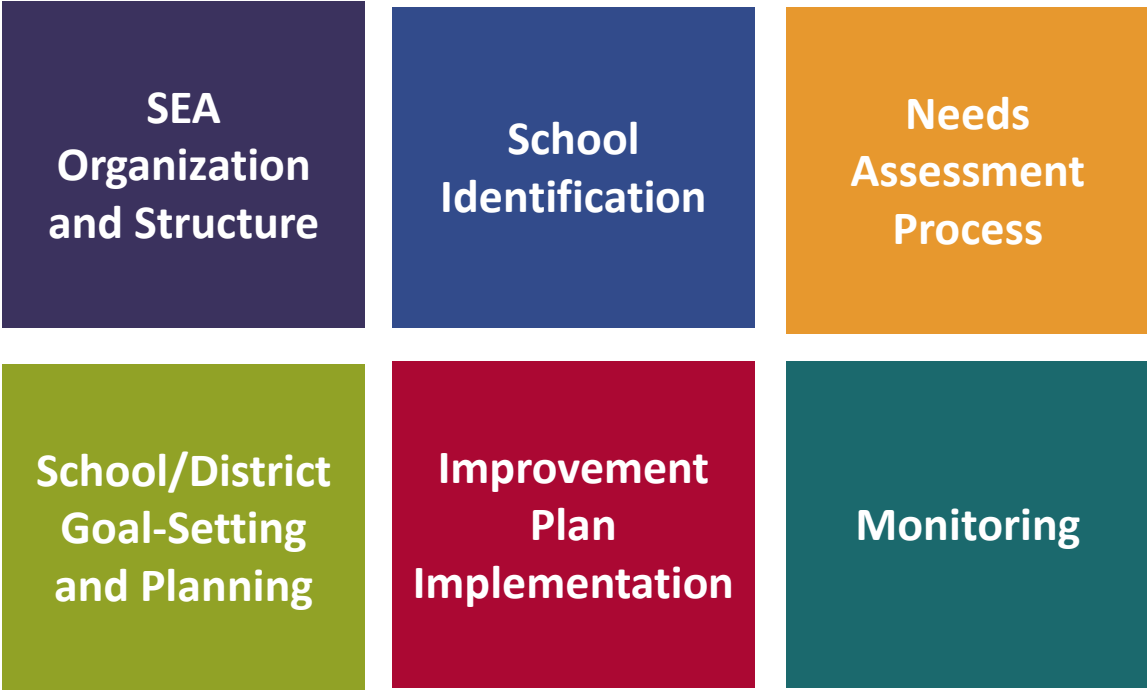 SEA
Organization
and Structure
School
Identification
Needs
Assessment
Process
School/District
Goal-Setting
and Planning
Improvement
Plan
Implementation
Monitoring